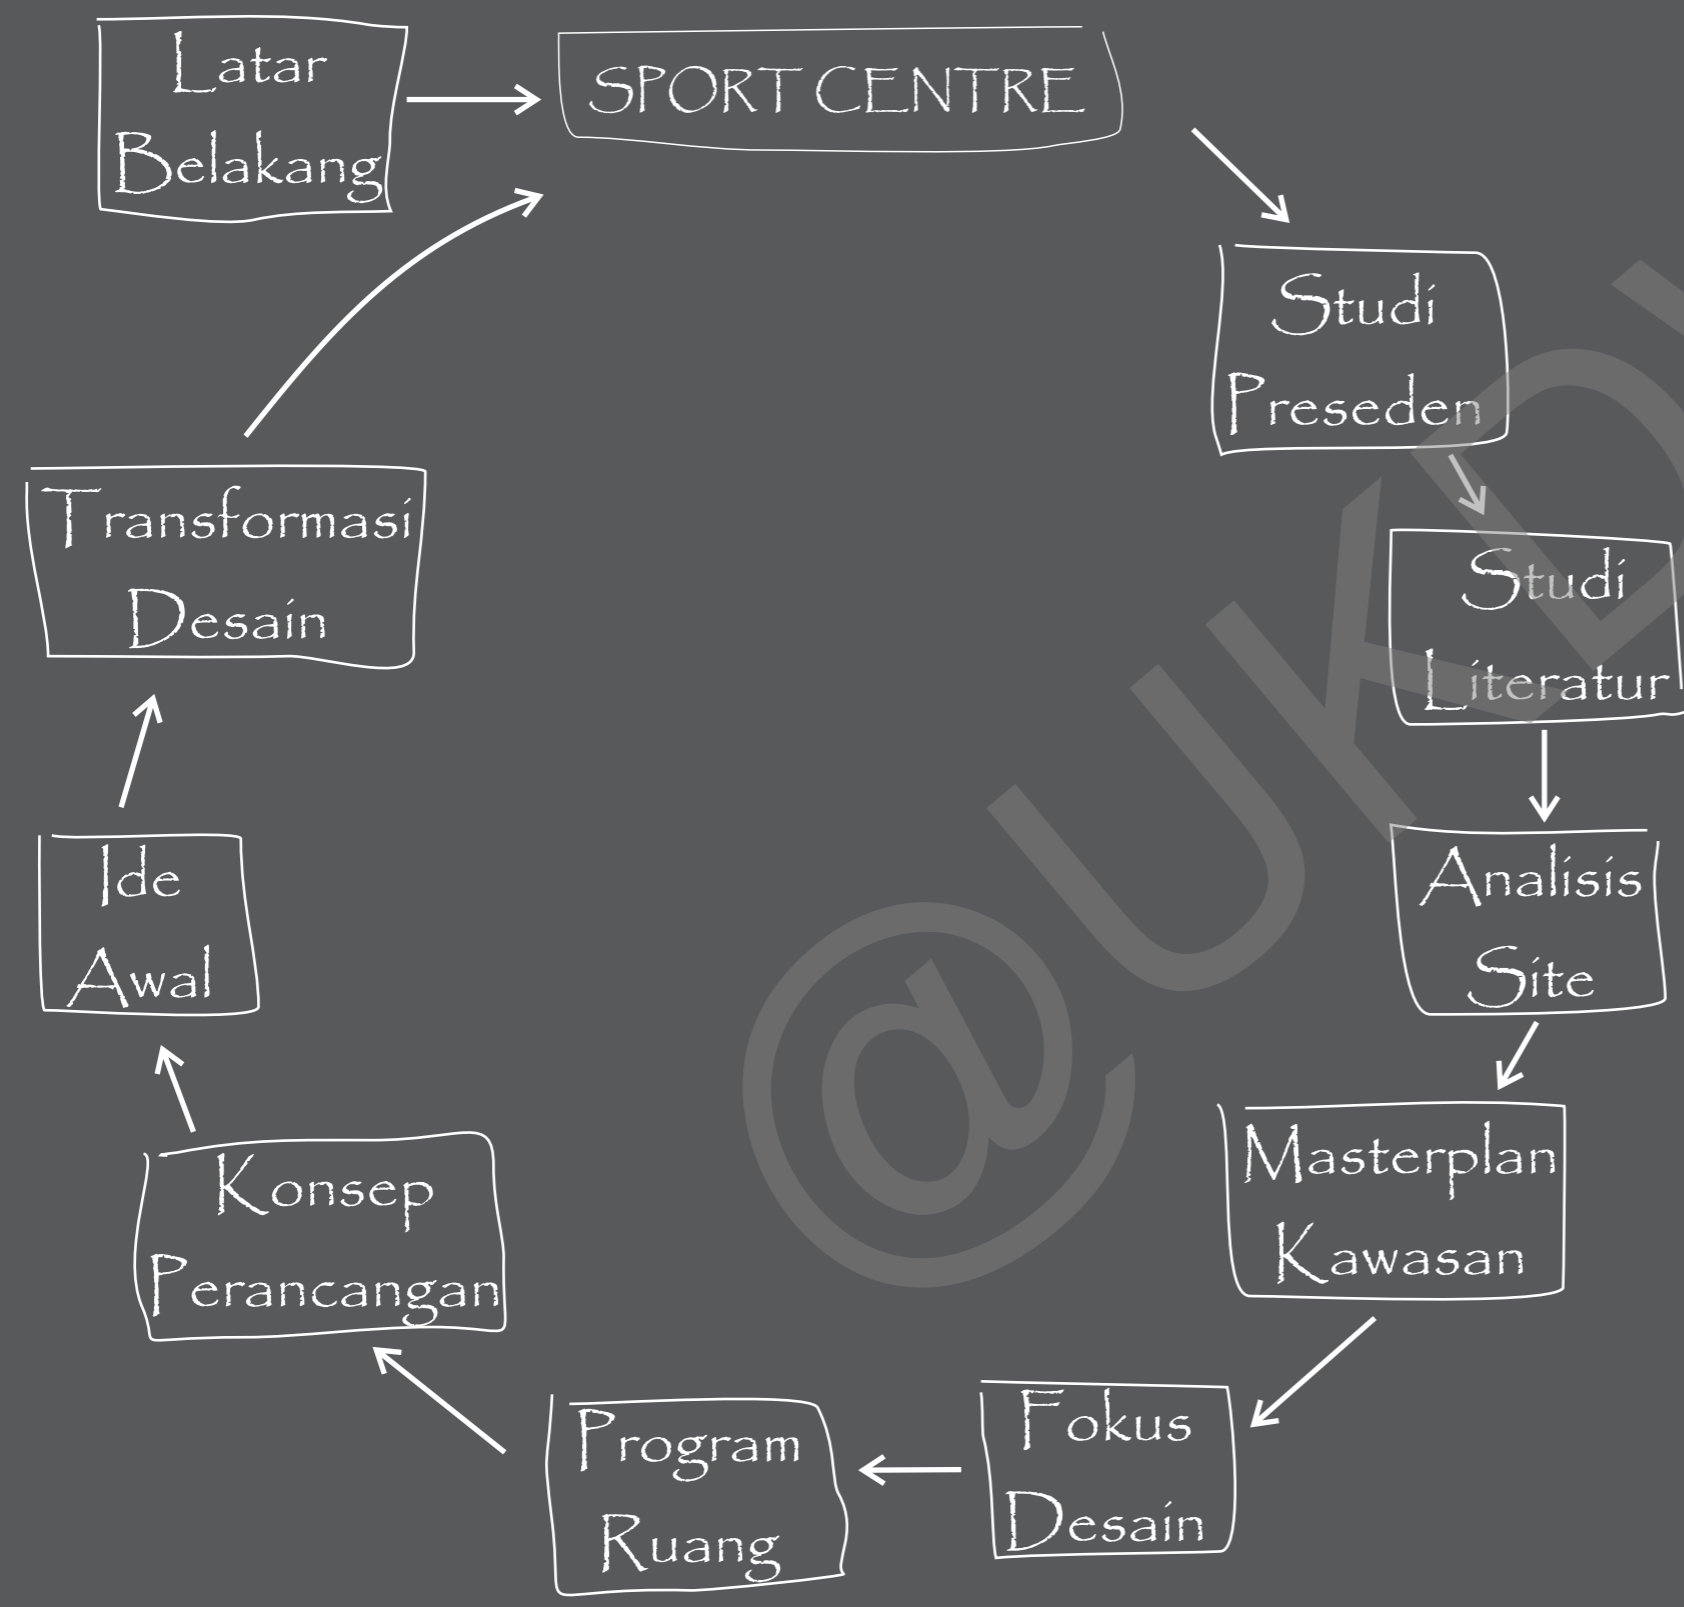 Latar
Belakang
SPORT CENTRE
Studi
Preseden
Studi
Literatur
Analisis
Site
Masterplan
Kawasan
Fokus
Desain
Program
Ruang
Konsep
Perancangan
Ide
Awal
Transformasi
Desain